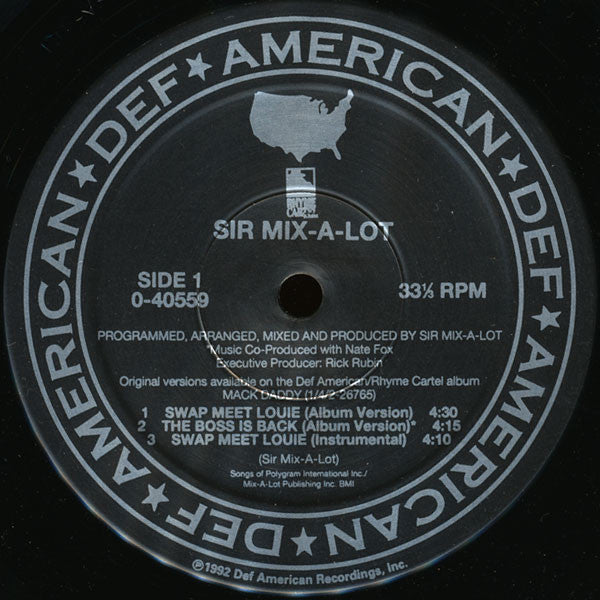 DEF ★ AMERICAN ★ DEF ★ AMERICAN ★ DEF ★ AMERICAN ★
RHYME
CARTEL
SIR MIX-A-LOT
SIDE 1
0-40559
33⅓ RPM
PROGRAMMED, ARRANGED, MIXED AND PRODUCED BY SIR MIX-A-LOT
*Music Co-Produced with Nate Fox
Executive Producer: Rick Rubin
Original versions available on the Def American/Rhyme Cartel album
MACK DADDY (1/4/2-26765)
1 SWAP MEET LOUIE (Album Version) 4:30
2 THE BOSS IS BACK (Album Version)* 4:15
3 SWAP MEET LOUIE (Instrumental) 4:10
(Sir Mix-A-Lot)
Songs of Polygram International Inc./
Mix-A-Lot Publishing Inc. BMI
℗©1992 Def American Recordings, Inc.